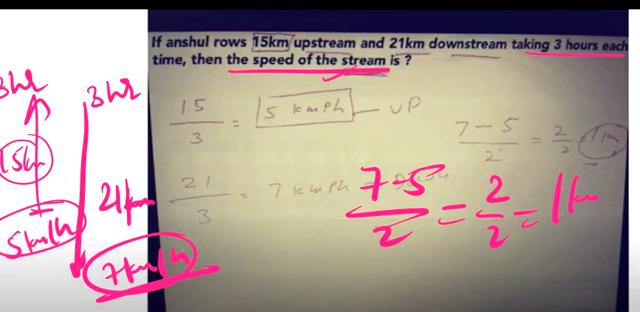 If anshul rows 15km upstream and 21km downstream taking 3 hours each
time, then the speed of the stream is ?
3hr
3hr
15km
21km
5km/h
7km/h
15/3 = 5 kmph — UP
21/3 = 7 kmph
7-5/2 = 2/2 = 1km
7-5/2 = 2/2 = 1km